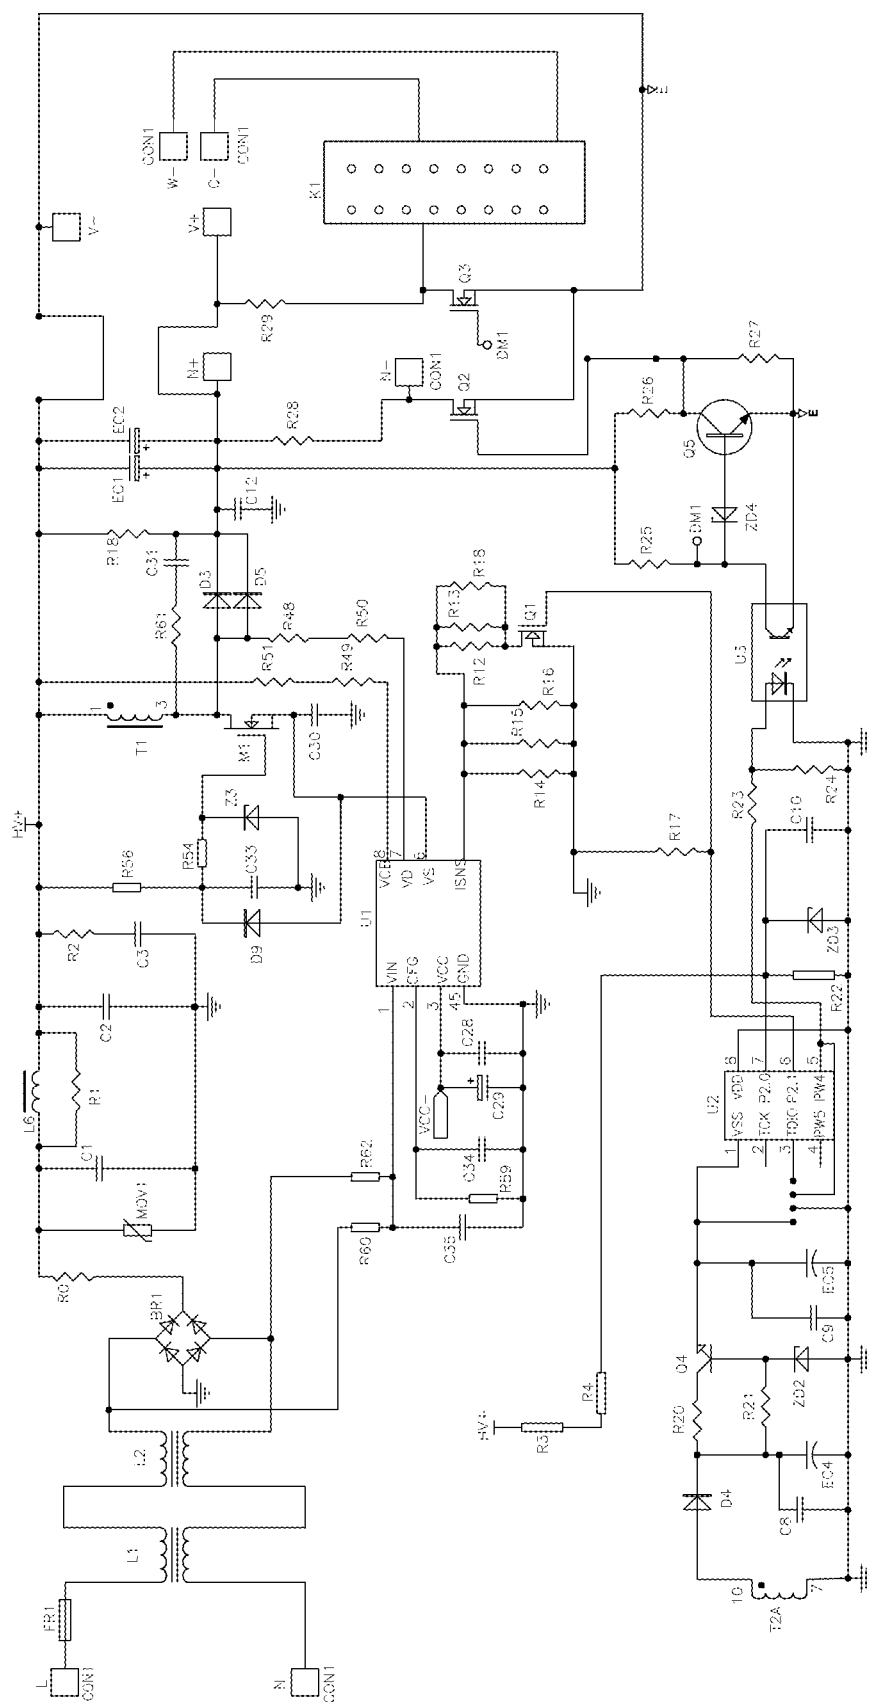 L
CON1
FR1
N
CON1
L1
L2
BR1
R0
MOV1
C1
L6
R1
C2
R2
C3
HV+
R56
R54
C33
D9
Z3
M1
T1
1
3
C30
R61
C31
R18
D3
D5
R51
R49
R48
R50
C12
EC1
EC2
N+
V+
V-
R28
R29
N-
CON1
Q2
Q3
DM1
K1
W-
CON1
C-
CON1
E
R60
R62
C35
R59
C34
VCC-
C29
C28
U1
VIN
CFG
VCC
GND
VCB
VD
VS
ISNS
1
2
3
45
8
7
6
R14
R15
R16
R12
R13
R18
Q1
R17
HV+
R3
R4
T2A
10
7
D4
C8
EC4
R20
R21
Q4
ZD2
C9
EC5
U2
VSS
VDD
TCK
P2.0
TDIO
P2.1
PW5
PW4
1
2
3
4
8
7
6
5
R22
ZD3
C10
R23
R24
U3
R25
DM1
ZD4
Q5
R26
R27
E